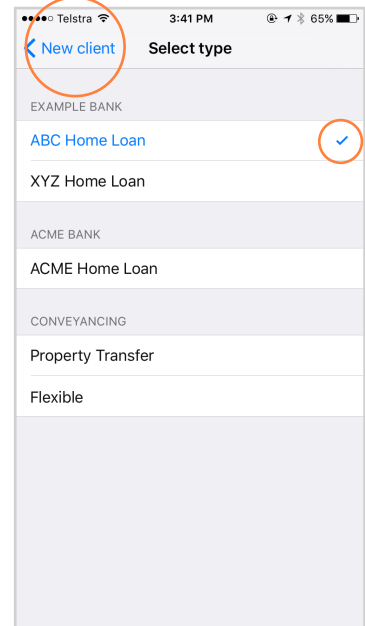 Telstra 3:41 PM 65%
New client Select type
EXAMPLE BANK
ABC Home Loan
XYZ Home Loan
ACME BANK
ACME Home Loan
CONVEYANCING
Property Transfer
Flexible